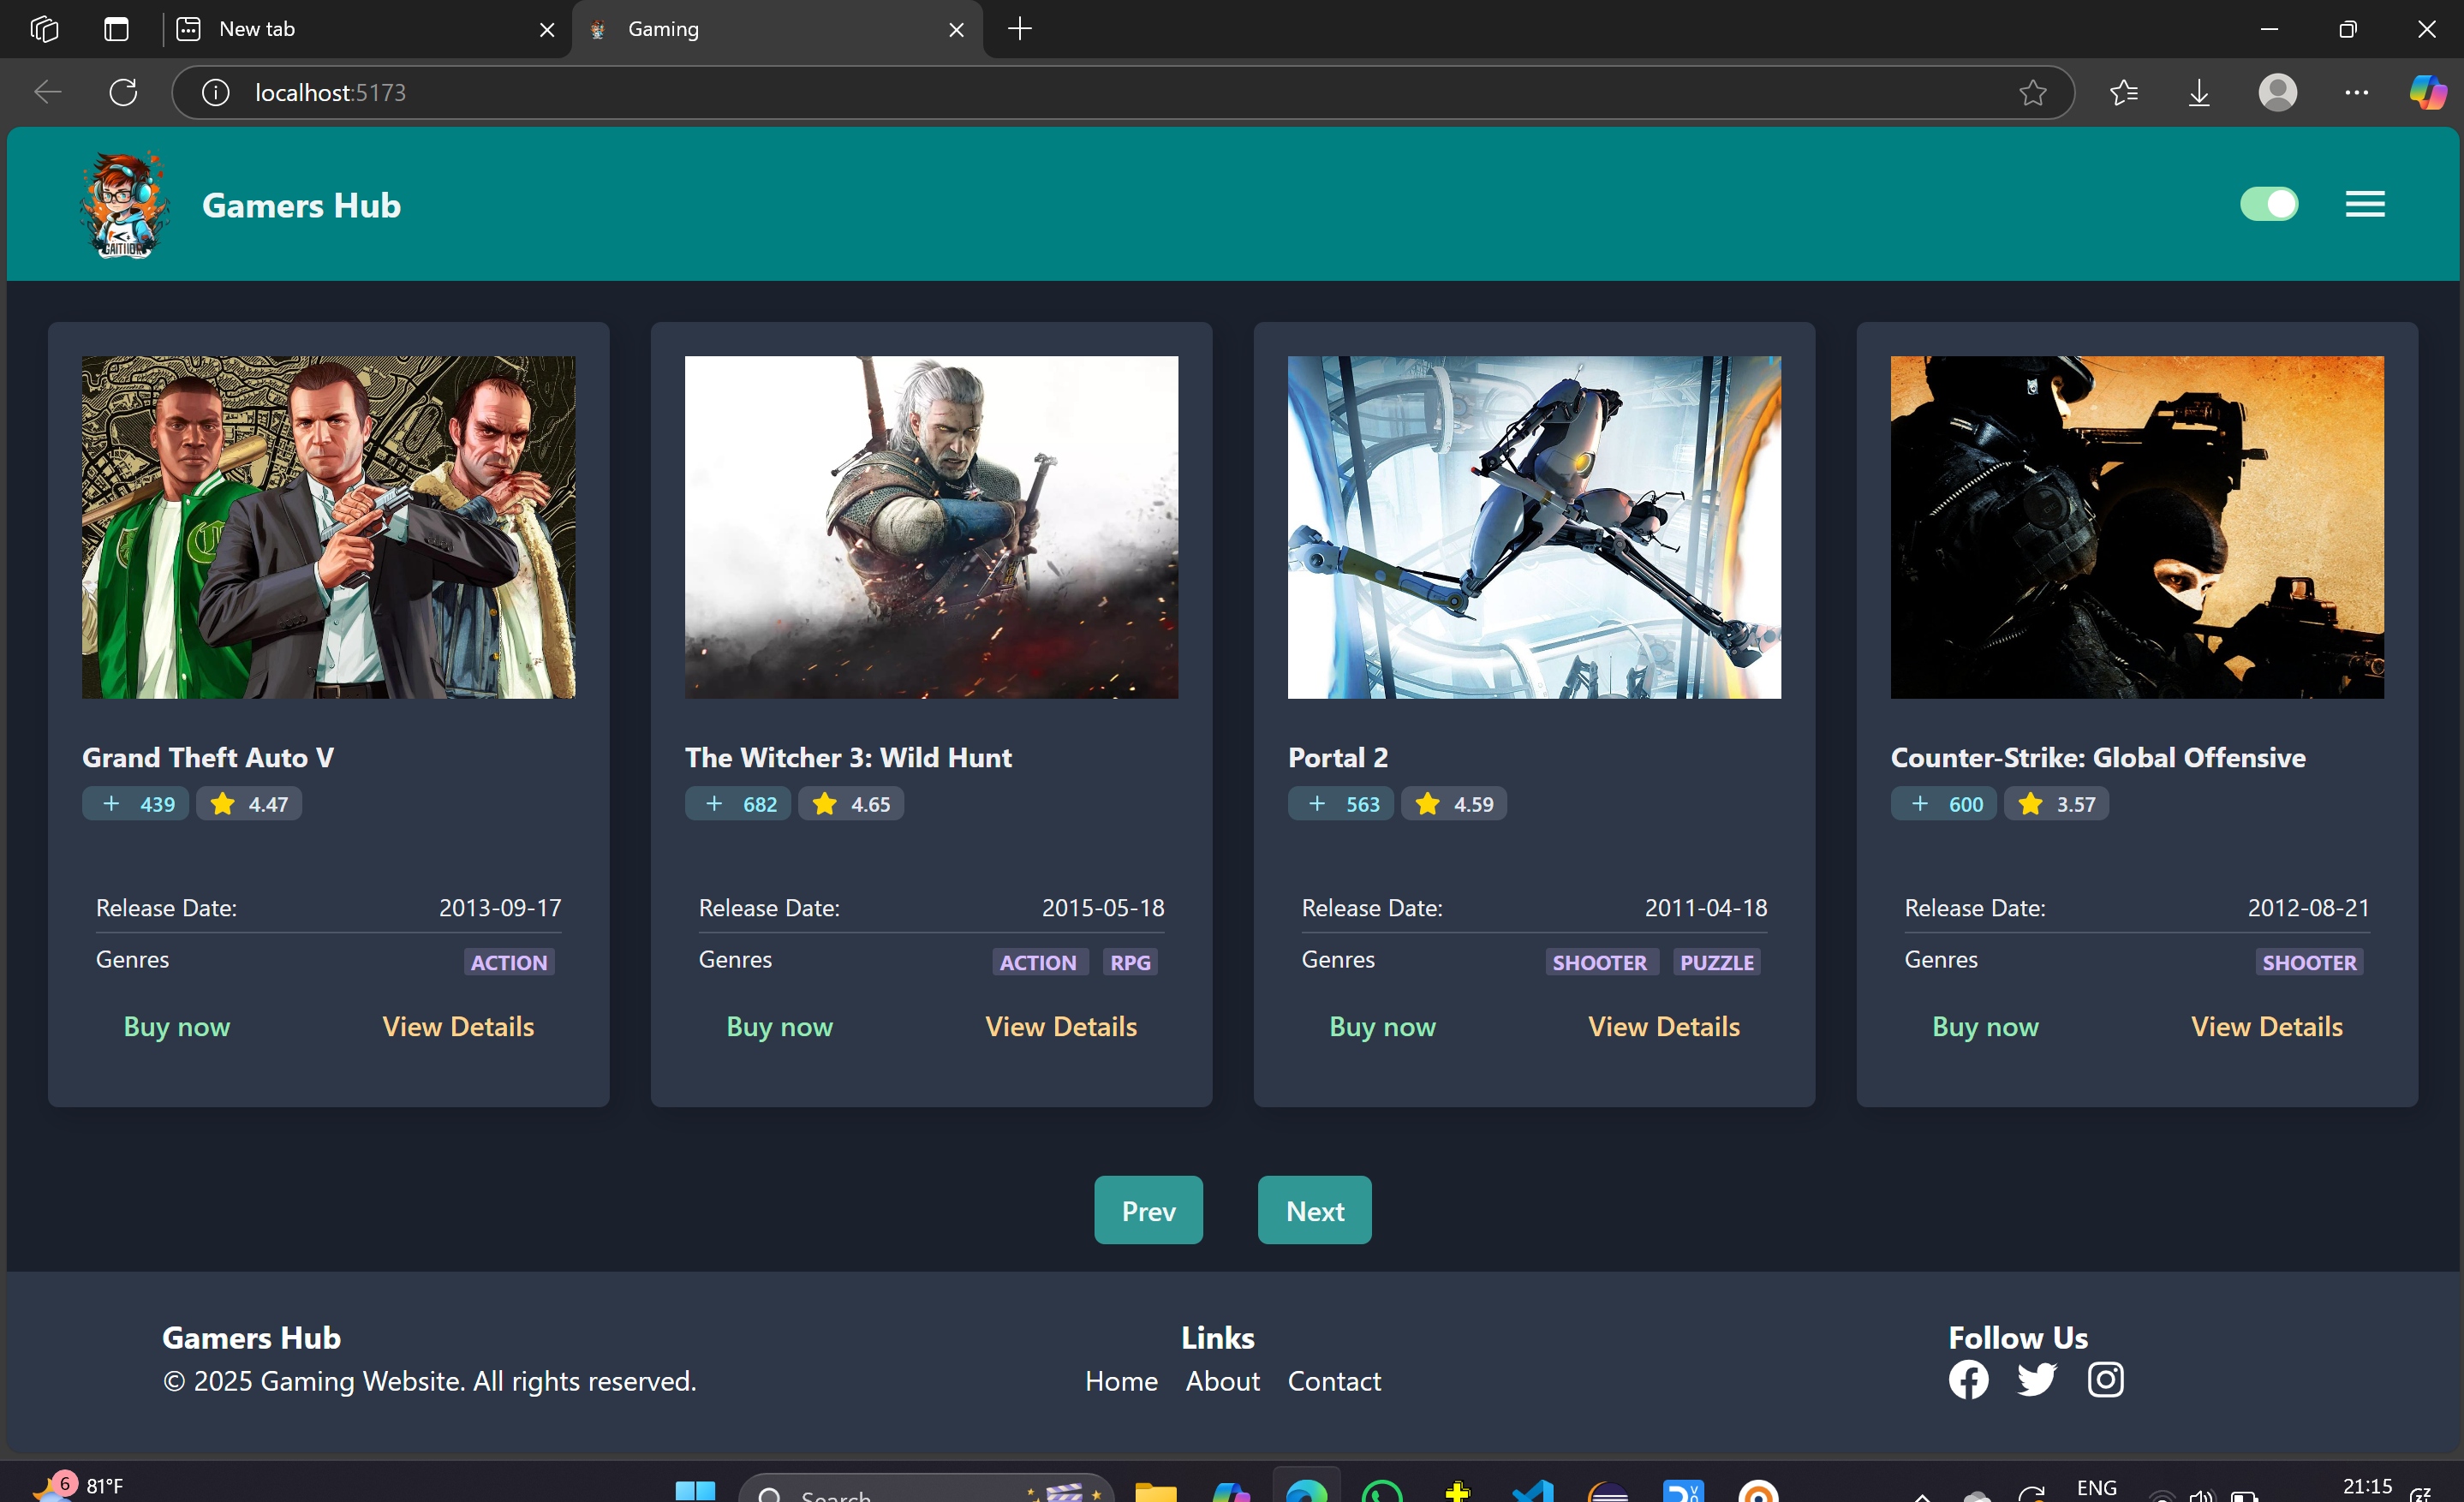 New tab
Gaming
localhost:5173
Gamers Hub
Grand Theft Auto V
+ 439 4.47
Release Date: 2013-09-17
Genres ACTION
Buy now View Details
The Witcher 3: Wild Hunt
+ 682 4.65
Release Date: 2015-05-18
Genres ACTION RPG
Buy now View Details
Portal 2
+ 563 4.59
Release Date: 2011-04-18
Genres SHOOTER PUZZLE
Buy now View Details
Counter-Strike: Global Offensive
+ 600 3.57
Release Date: 2012-08-21
Genres SHOOTER
Buy now View Details
Prev Next
Gamers Hub
© 2025 Gaming Website. All rights reserved.
Links
Home About Contact
Follow Us
6 81°F
Search
ENG
21:15